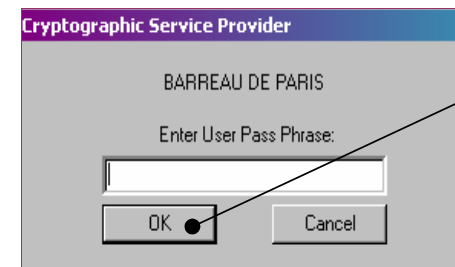 Cryptographic Service Provider
BARREAU DE PARIS
Enter User Pass Phrase:
OK
Cancel